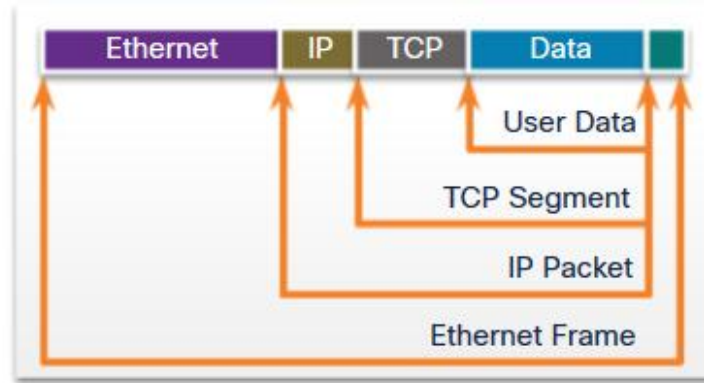 Ethernet IP TCP Data
User Data
TCP Segment
IP Packet
Ethernet Frame